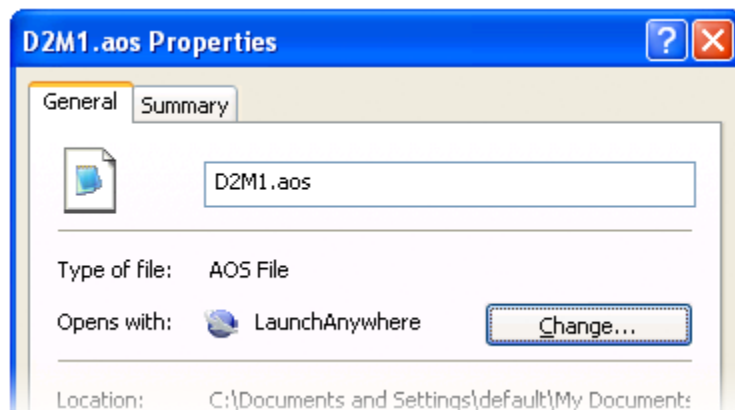 D2M1.aos Properties
General Summary
D2M1.aos
Type of file: AOS File
Opens with: LaunchAnywhere Change...
Location: C:\Documents and Settings\default\My Documents